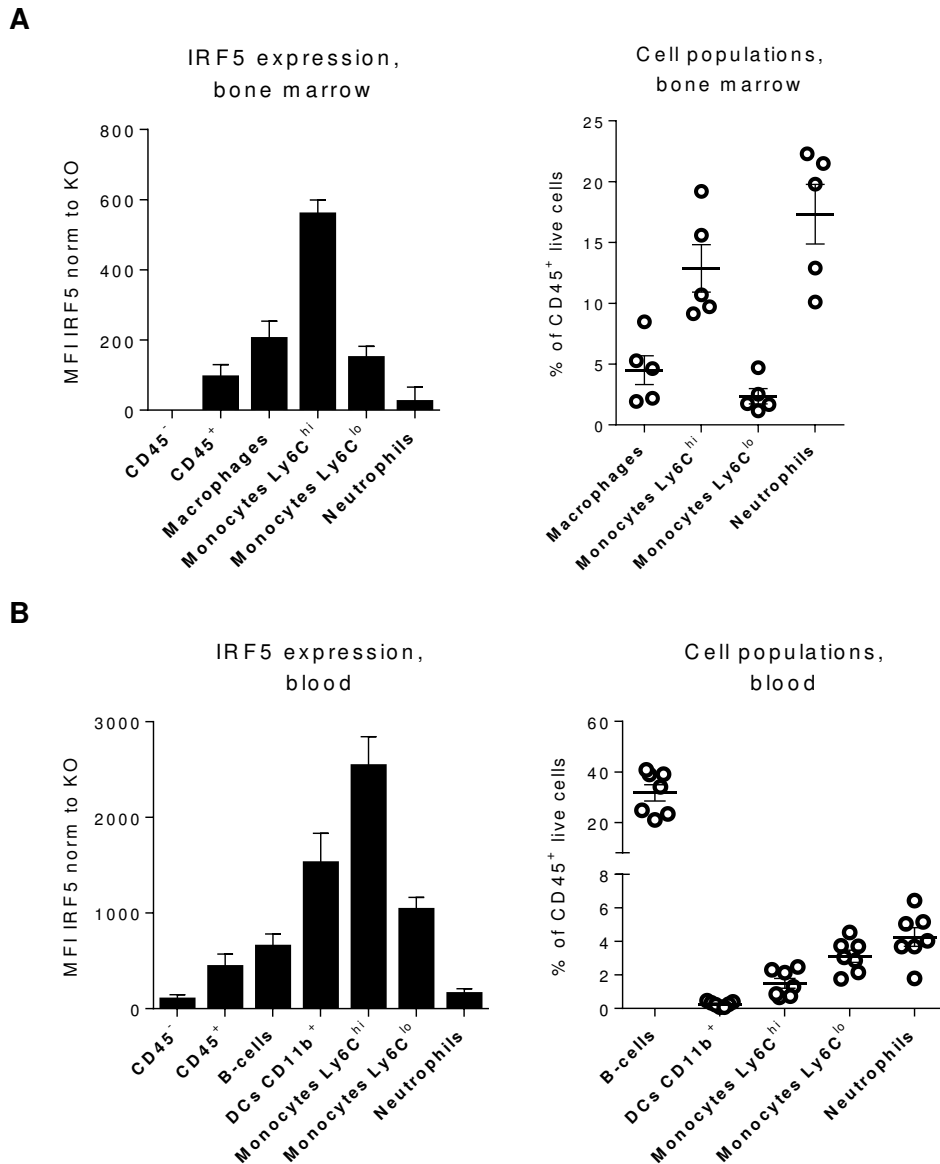 A
IRF5 expression,
bone marrow
MFI IRF5 norm to KO
800
600
400
200
0
CD45⁻
CD45⁺
Macrophages
Monocytes Ly6Cʰⁱ
Monocytes Ly6Cˡᵒ
Neutrophils
Cell populations,
bone marrow
% of CD45⁺ live cells
25
20
15
10
5
0
Macrophages
Monocytes Ly6Cʰⁱ
Monocytes Ly6Cˡᵒ
Neutrophils
B
IRF5 expression,
blood
MFI IRF5 norm to KO
3000
2000
1000
0
CD45⁻
CD45⁺
B-cells
DCs CD11b⁺
Monocytes Ly6Cʰⁱ
Monocytes Ly6Cˡᵒ
Neutrophils
Cell populations,
blood
% of CD45⁺ live cells
60
40
20
8
6
4
2
0
B-cells
DCs CD11b⁺
Monocytes Ly6Cʰⁱ
Monocytes Ly6Cˡᵒ
Neutrophils